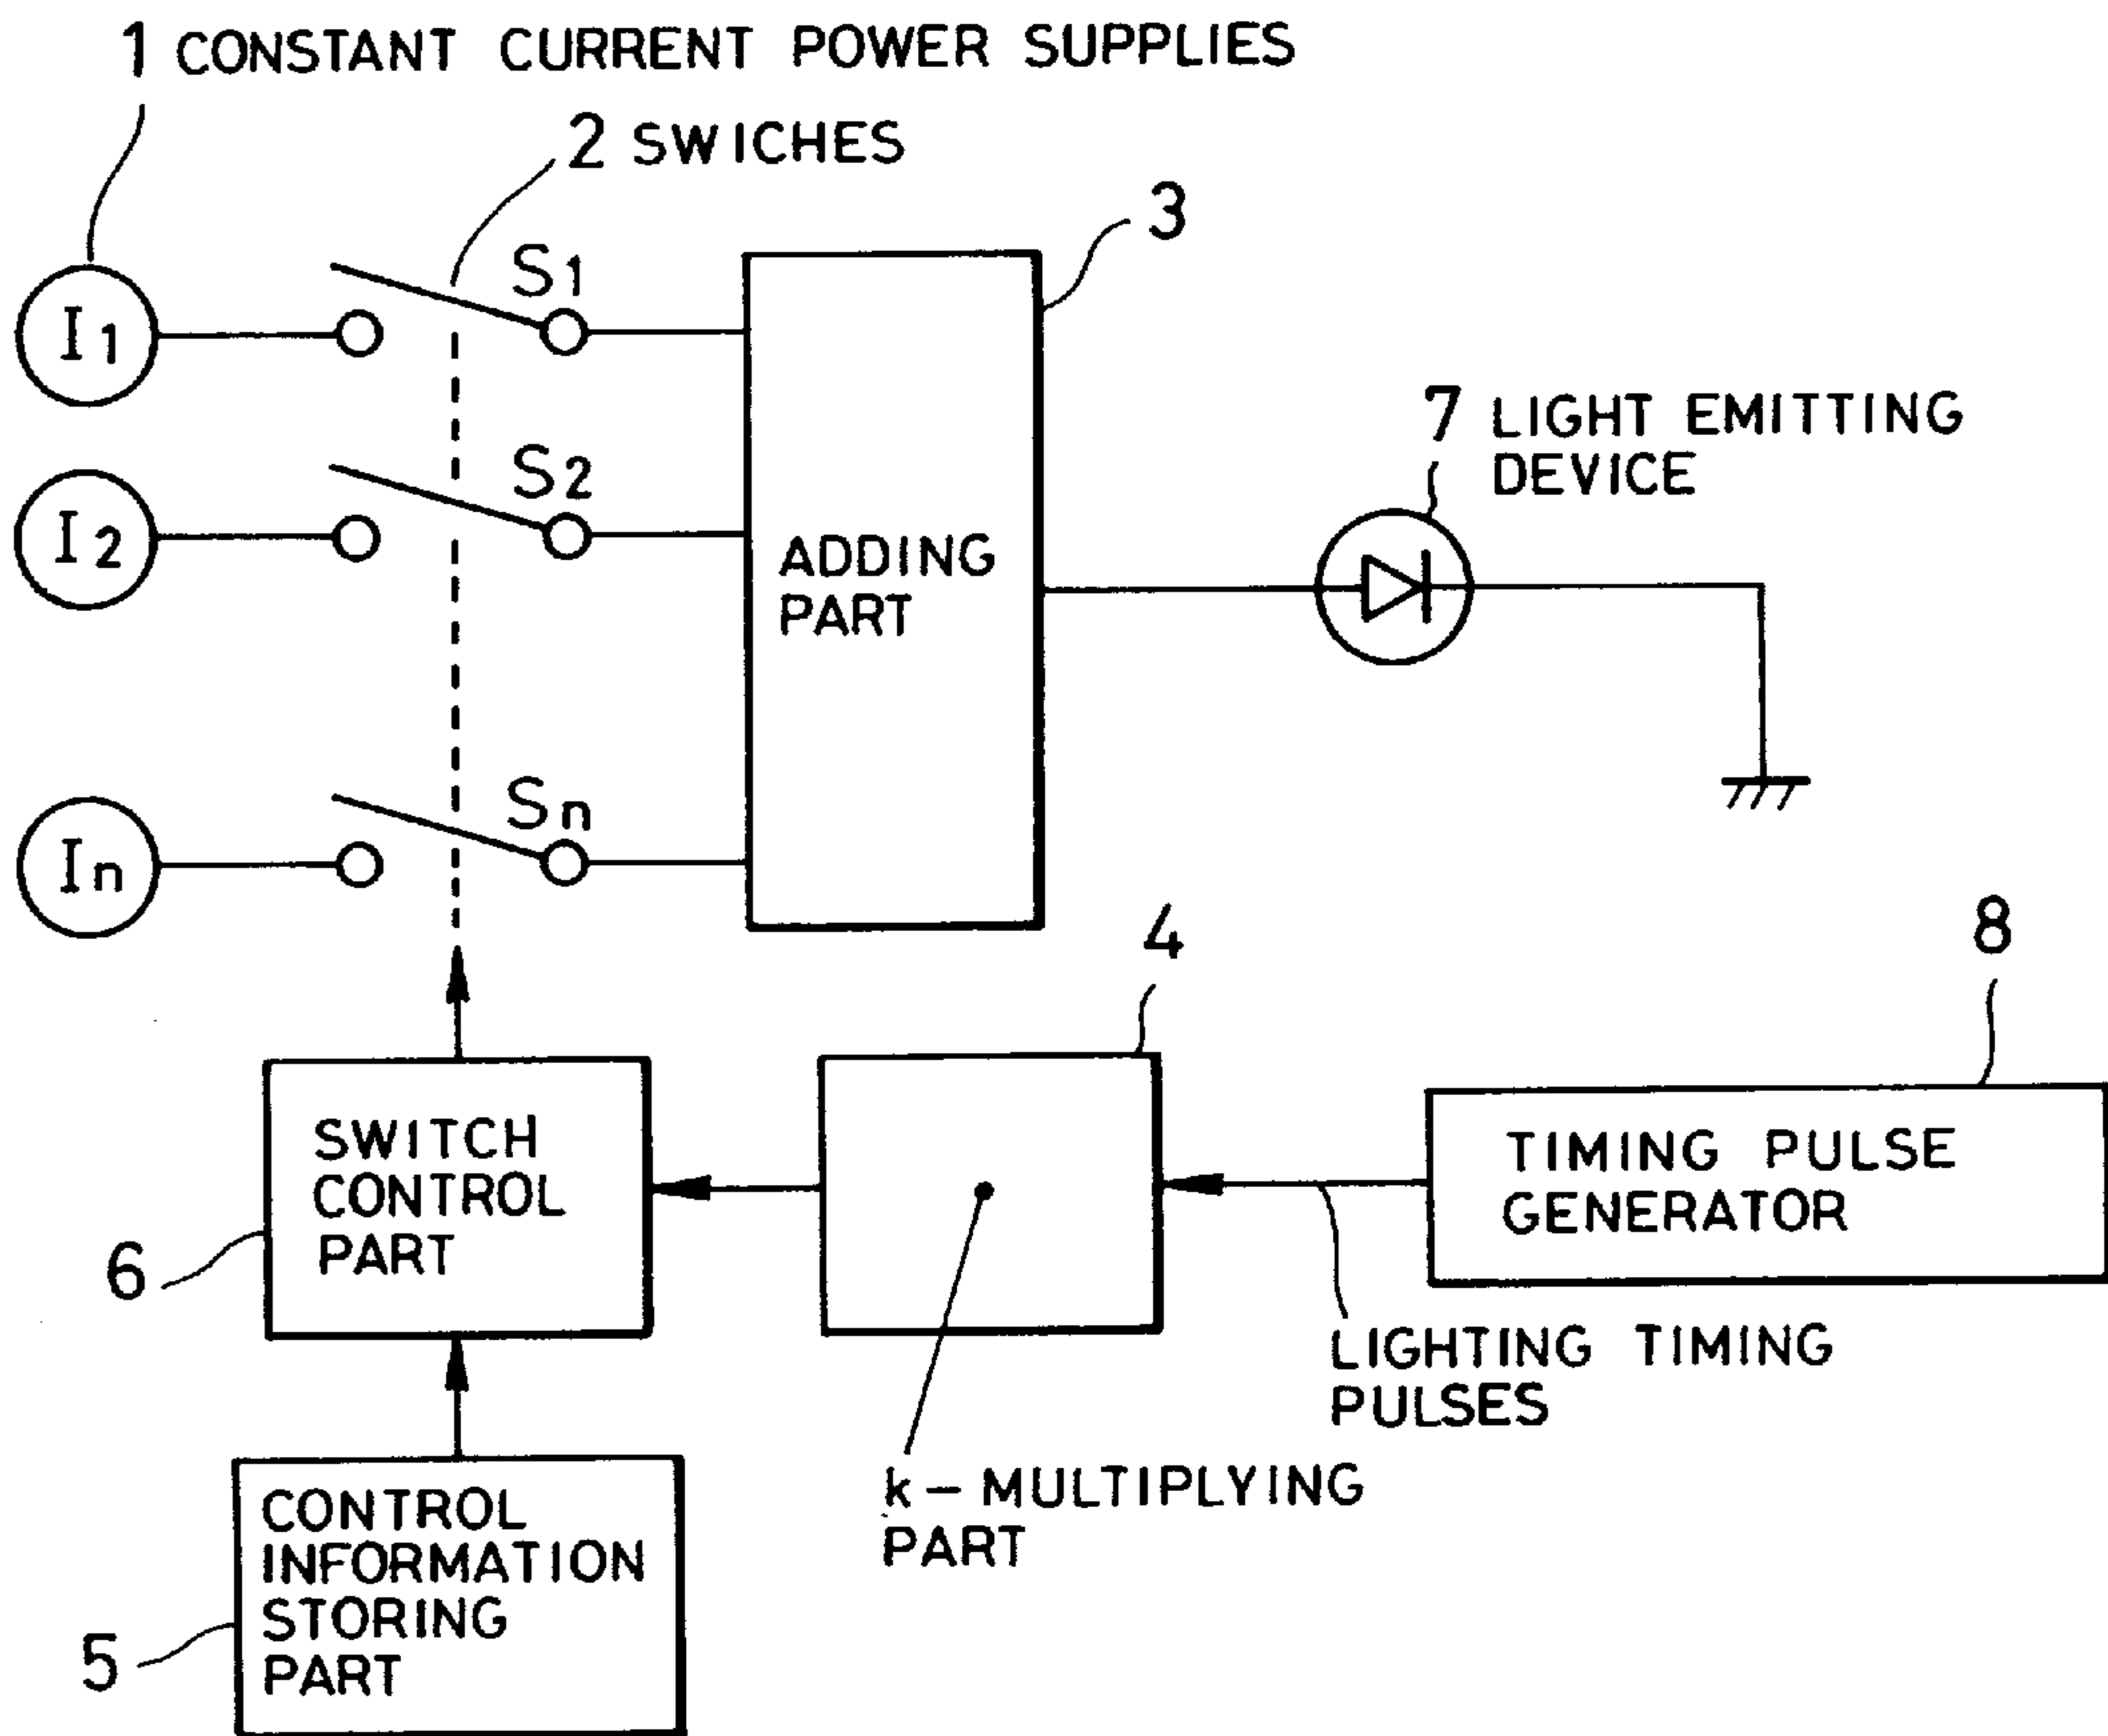 1 CONSTANT CURRENT POWER SUPPLIES
2 SWICHES
3
I1
S1
I2
S2
In
Sn
ADDING
PART
7 LIGHT EMITTING
DEVICE
4
8
SWITCH
CONTROL
PART
6
TIMING PULSE
GENERATOR
LIGHTING TIMING
PULSES
k-MULTIPLYING
PART
CONTROL
INFORMATION
STORING
PART
5